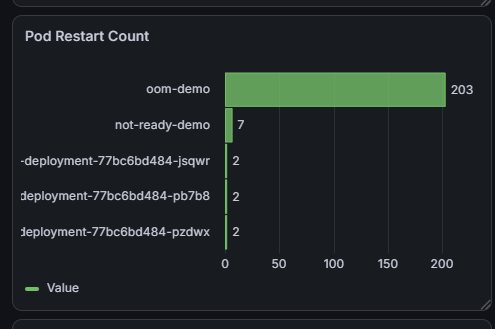 Pod Restart Count
oom-demo 203
not-ready-demo 7
-deployment-77bc6bd484-jsqwr 2
deployment-77bc6bd484-pb7b8 2
deployment-77bc6bd484-pzdwx 2
0 50 100 150 200
Value